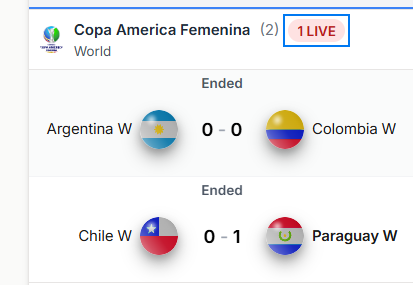 Copa America Femenina (2) 1 LIVE
World
Ended
Argentina W 0 - 0 Colombia W
Ended
Chile W 0 - 1 Paraguay W